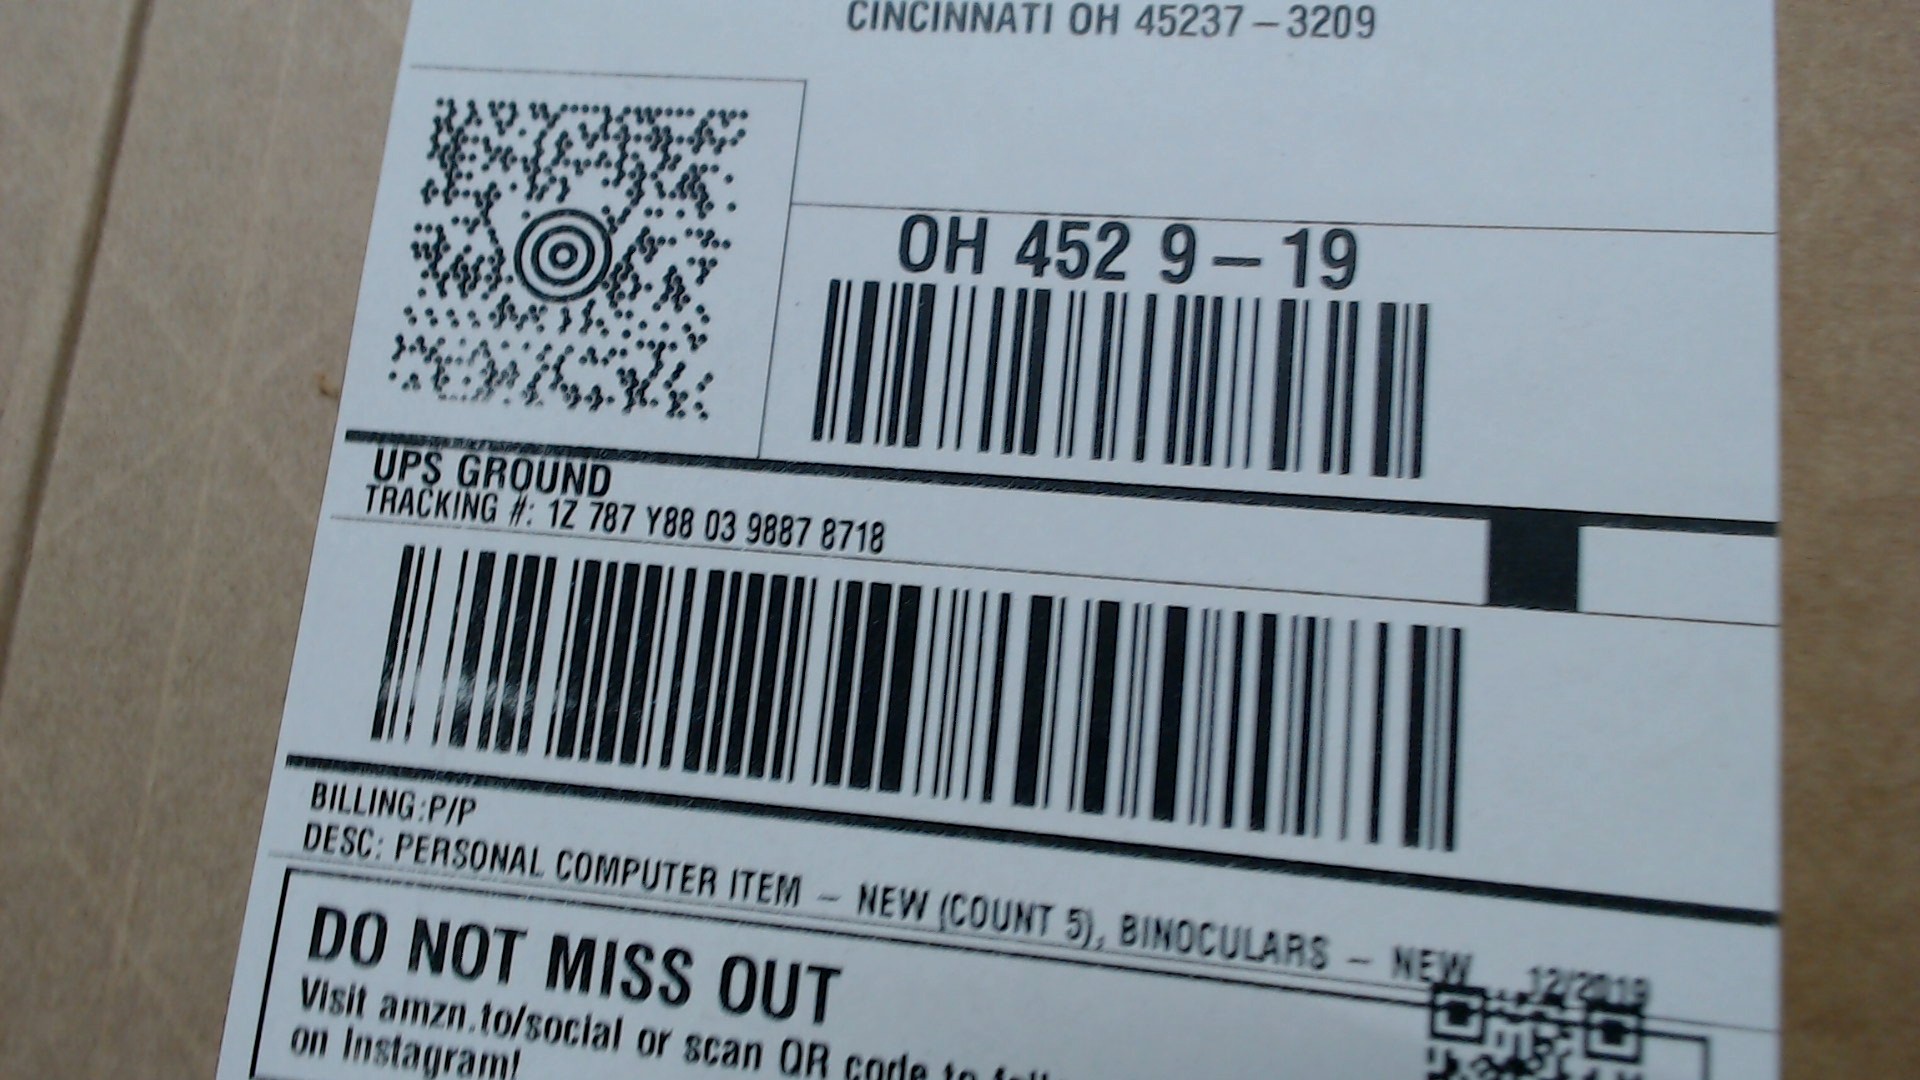 CINCINNATI OH 45237-3209
OH 452 9-19
UPS GROUND
TRACKING #: 1Z 787 Y88 03 9887 8718
BILLING:P/P
DESC: PERSONAL COMPUTER ITEM - NEW (COUNT 5), BINOCULARS - NEW 12/2019
DO NOT MISS OUT
Visit amzn.to/social or scan QR code to
on Instagram!